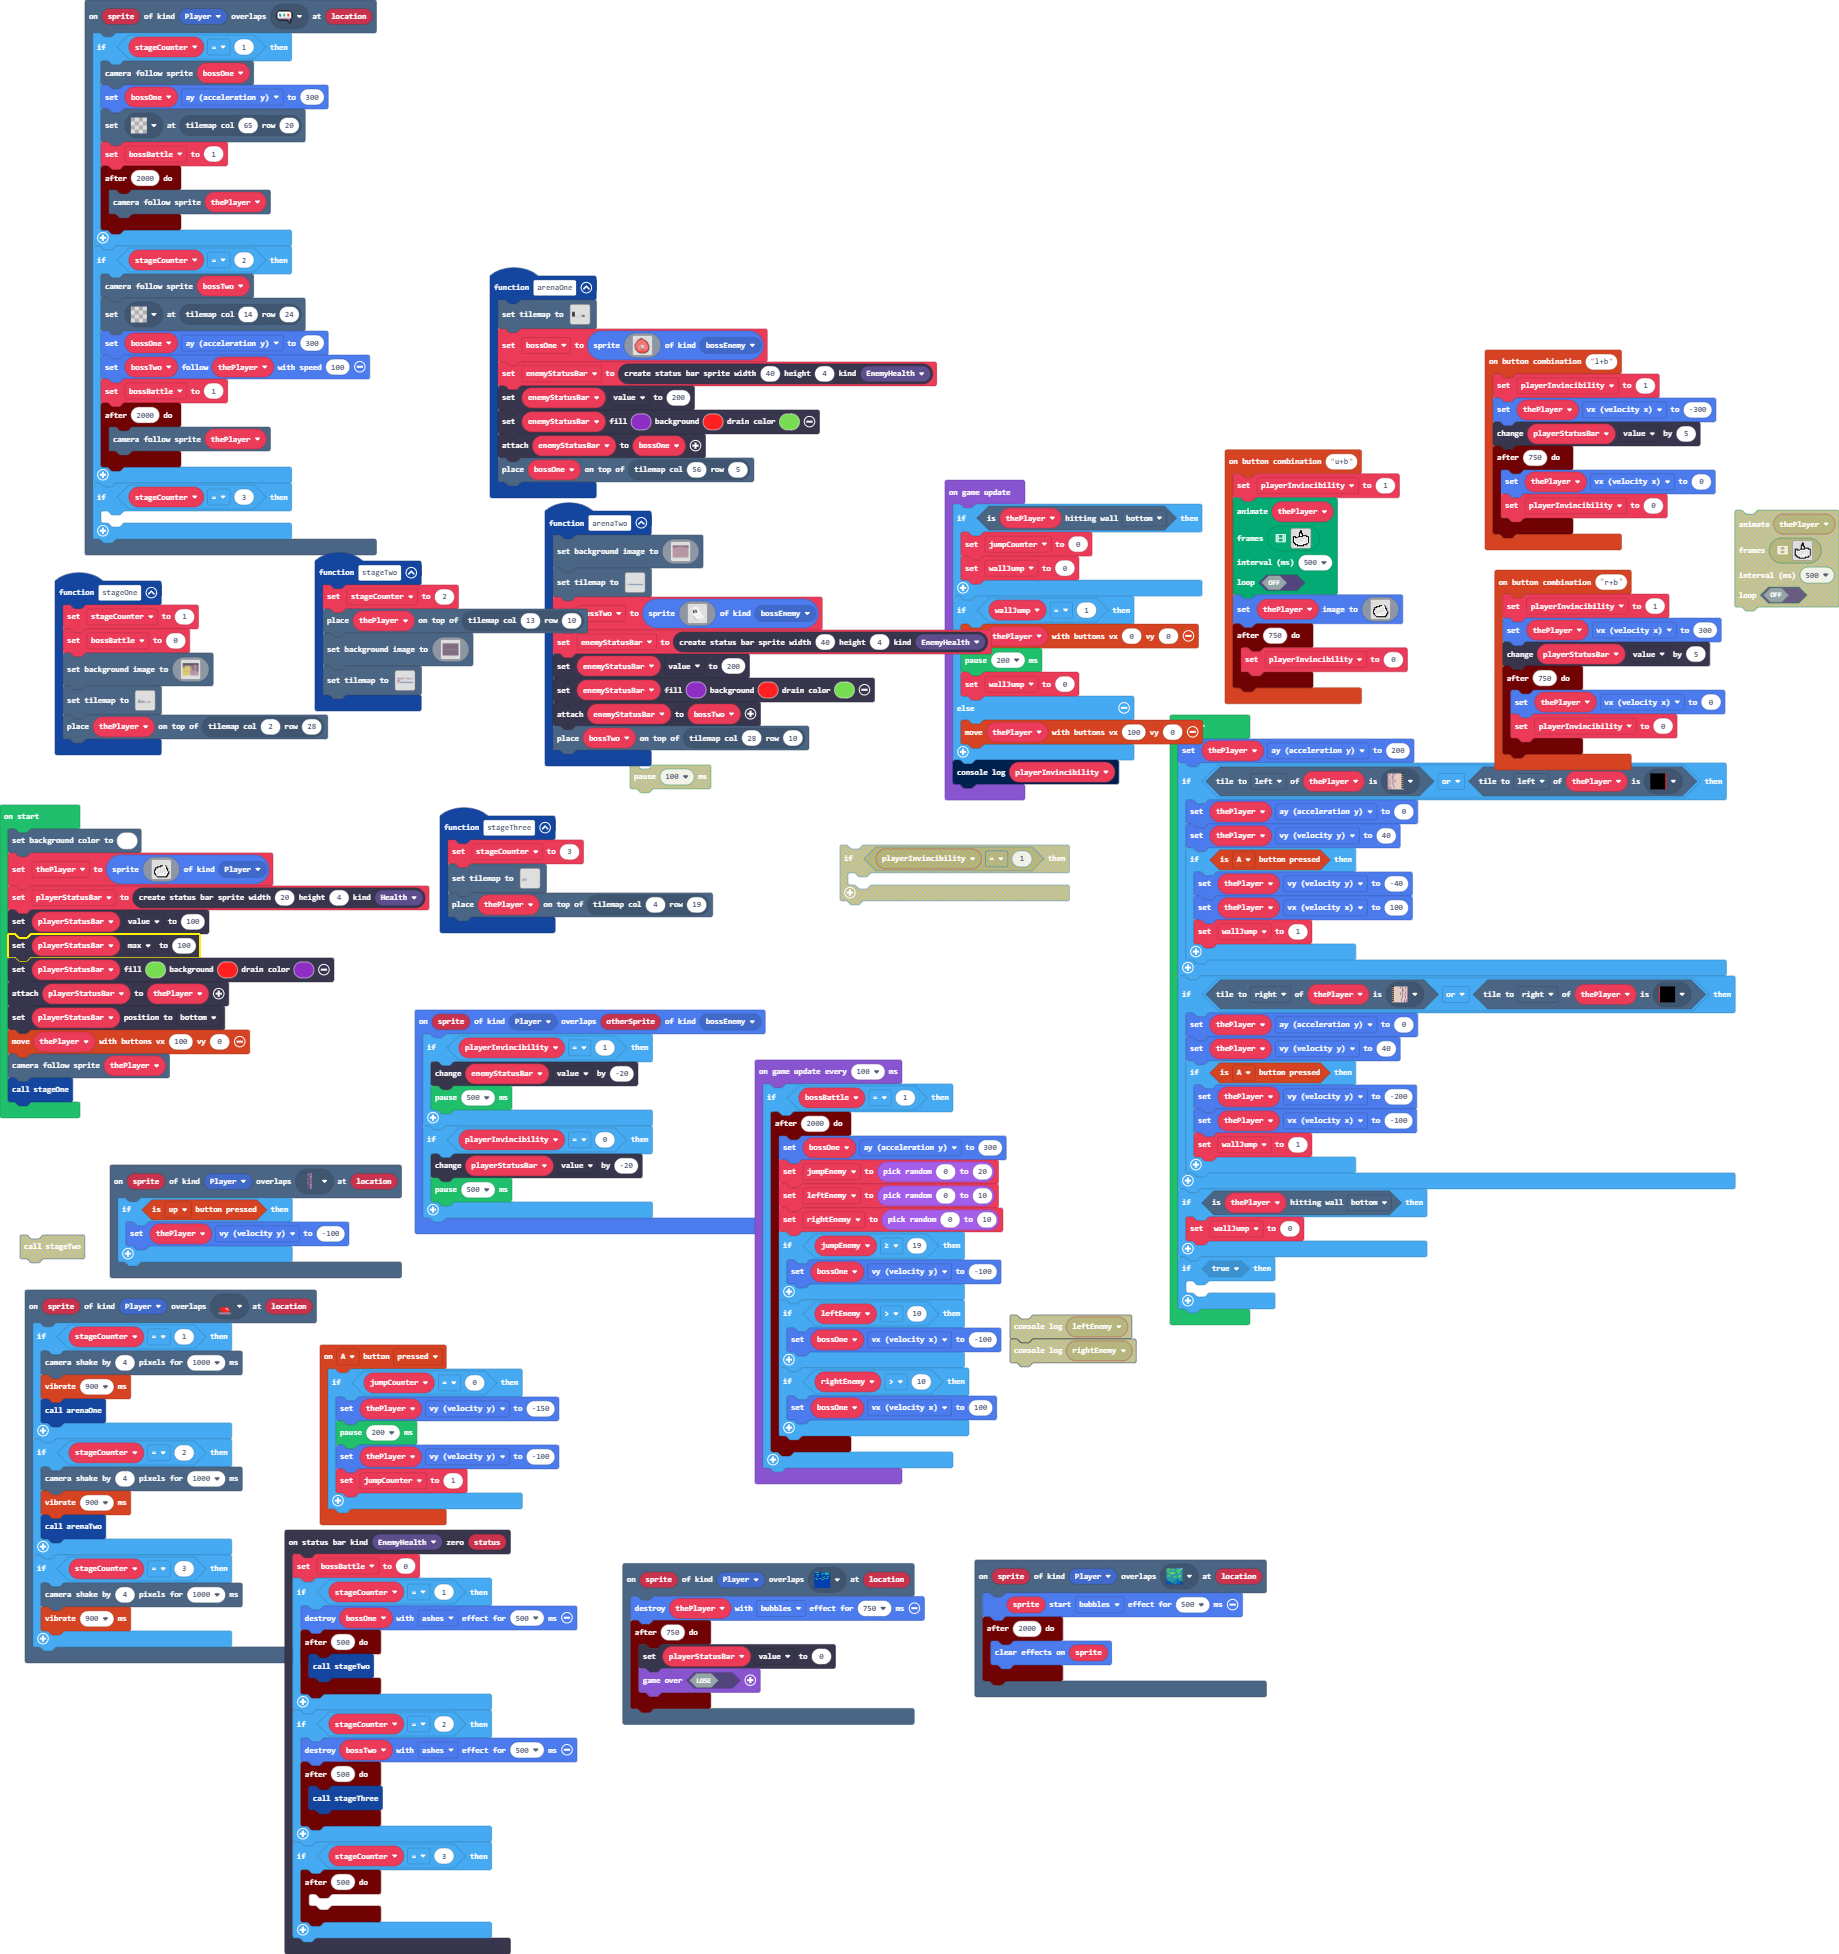 on sprite of kind Player overlaps at location
if stageCounter = 1 then
camera follow sprite bossOne
set bossOne ay (acceleration y) to 300
set at tilemap col 65 row 20
set bossBattle to 1
after 2000 do
camera follow sprite thePlayer
if stageCounter = 2 then
camera follow sprite bossTwo
set at tilemap col 14 row 24
set bossOne ay (acceleration y) to 300
set bossTwo follow thePlayer with speed 100
set bossBattle to 1
after 2000 do
camera follow sprite thePlayer
if stageCounter = 3 then
function arenaOne
set tilemap to
set bossOne to sprite of kind bossEnemy
set enemyStatusBar to create status bar sprite width 40 height 4 kind EnemyHealth
set enemyStatusBar value to 200
set enemyStatusBar fill background drain color
attach enemyStatusBar to bossOne
place bossOne on top of tilemap col 56 row 5
function arenaTwo
set background image to
set tilemap to
ssTwo to sprite of kind bossEnemy
set enemyStatusBar to create status bar sprite width 40 height 4 kind EnemyHealth
set enemyStatusBar value to 200
set enemyStatusBar fill background drain color
attach enemyStatusBar to bossTwo
place bossTwo on top of tilemap col 28 row 10
pause 100 ms
function stageOne
set stageCounter to 1
set bossBattle to 0
set background image to
set tilemap to
place thePlayer on top of tilemap col 2 row 28
function stageTwo
set stageCounter to 2
place thePlayer on top of tilemap col 13 row 10
set background image to
set tilemap to
on game update
if is thePlayer hitting wall bottom then
set jumpCounter to 0
set wallJump to 0
if wallJump = 1 then
thePlayer with buttons vx 0 vy 0
pause 200 ms
set wallJump to 0
else
move thePlayer with buttons vx 100 vy 0
console log playerInvincibility
on button combination "u+b"
set playerInvincibility to 1
animate thePlayer
frames
interval (ms) 500
loop OFF
set thePlayer image to
after 750 do
set playerInvincibility to 0
on button combination "l+b"
set playerInvincibility to 1
set thePlayer vx (velocity x) to -300
change playerStatusBar value by 5
after 750 do
set thePlayer vx (velocity x) to 0
set playerInvincibility to 0
on button combination "r+b"
set playerInvincibility to 1
set thePlayer vx (velocity x) to 300
change playerStatusBar value by 5
after 750 do
set thePlayer vx (velocity x) to 0
set playerInvincibility to 0
animate thePlayer
frames
interval (ms) 500
loop OFF
set thePlayer ay (acceleration y) to 200
if tile to left of thePlayer is or tile to left of thePlayer is then
set thePlayer ay (acceleration y) to 0
set thePlayer vy (velocity y) to 40
if is A button pressed then
set thePlayer vy (velocity y) to -40
set thePlayer vx (velocity x) to 100
set wallJump to 1
if tile to right of thePlayer is or tile to right of thePlayer is then
set thePlayer ay (acceleration y) to 0
set thePlayer vy (velocity y) to 40
if is A button pressed then
set thePlayer vy (velocity y) to -200
set thePlayer vx (velocity x) to -100
set wallJump to 1
if is thePlayer hitting wall bottom then
set wallJump to 0
if true then
on start
set background color to
set thePlayer to sprite of kind Player
set playerStatusBar to create status bar sprite width 20 height 4 kind Health
set playerStatusBar value to 100
set playerStatusBar max to 100
set playerStatusBar fill background drain color
attach playerStatusBar to thePlayer
set playerStatusBar position to bottom
move thePlayer with buttons vx 100 vy 0
camera follow sprite thePlayer
call stageOne
function stageThree
set stageCounter to 3
set tilemap to
place thePlayer on top of tilemap col 4 row 19
if playerInvincibility = 1 then
on sprite of kind Player overlaps otherSprite of kind bossEnemy
if playerInvincibility = 1 then
change enemyStatusBar value by -20
pause 500 ms
if playerInvincibility = 0 then
change playerStatusBar value by -20
pause 500 ms
on game update every 100 ms
if bossBattle = 1 then
after 2000 do
set bossOne ay (acceleration y) to 300
set jumpEnemy to pick random 0 to 20
set leftEnemy to pick random 0 to 10
set rightEnemy to pick random 0 to 10
if jumpEnemy ≥ 19 then
set bossOne vy (velocity y) to -100
if leftEnemy > 10 then
set bossOne vx (velocity x) to -100
if rightEnemy > 10 then
set bossOne vx (velocity x) to 100
console log leftEnemy
console log rightEnemy
on sprite of kind Player overlaps at location
if is up button pressed then
set thePlayer vy (velocity y) to -100
call stageTwo
on sprite of kind Player overlaps at location
if stageCounter = 1 then
camera shake by 4 pixels for 1000 ms
vibrate 900 ms
call arenaOne
if stageCounter = 2 then
camera shake by 4 pixels for 1000 ms
vibrate 900 ms
call arenaTwo
if stageCounter = 3 then
camera shake by 4 pixels for 1000 ms
vibrate 900 ms
on A button pressed
if jumpCounter = 0 then
set thePlayer vy (velocity y) to -150
pause 200 ms
set thePlayer vy (velocity y) to -100
set jumpCounter to 1
on status bar kind EnemyHealth zero status
set bossBattle to 0
if stageCounter = 1 then
destroy bossOne with ashes effect for 500 ms
after 500 do
call stageTwo
if stageCounter = 2 then
destroy bossTwo with ashes effect for 500 ms
after 500 do
call stageThree
if stageCounter = 3 then
after 500 do
on sprite of kind Player overlaps at location
destroy thePlayer with bubbles effect for 750 ms
after 750 do
set playerStatusBar value to 0
game over LOSE
on sprite of kind Player overlaps at location
sprite start bubbles effect for 500 ms
after 2000 do
clear effects on sprite